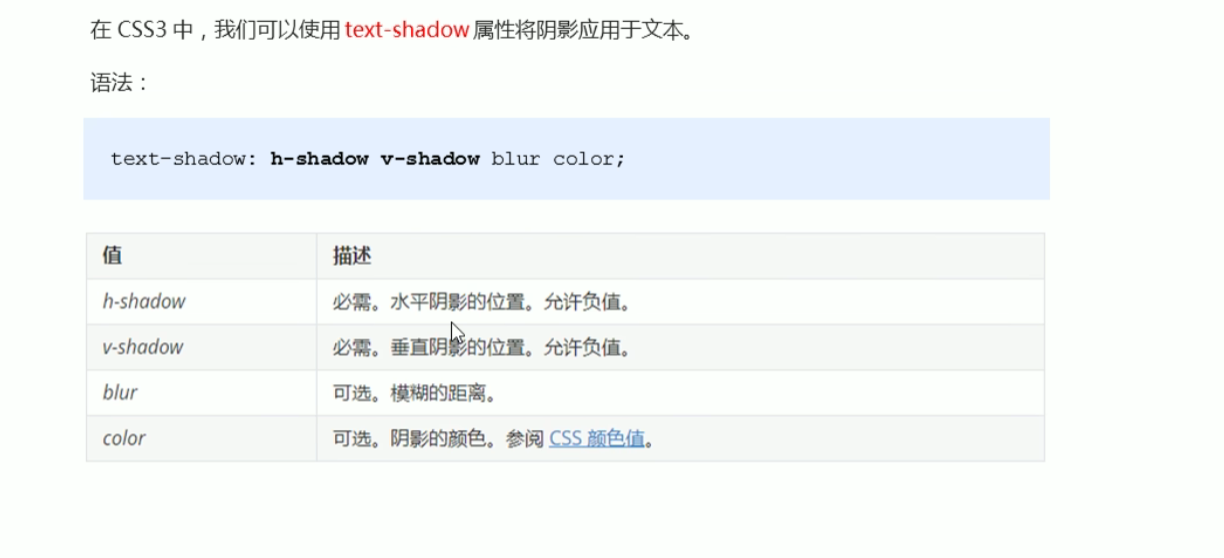 在 CSS3 中，我们可以使用 text-shadow 属性将阴影应用于文本。
语法：
text-shadow: h-shadow v-shadow blur color;
值 描述
h-shadow 必需。水平阴影的位置。允许负值。
v-shadow 必需。垂直阴影的位置。允许负值。
blur 可选。模糊的距离。
color 可选。阴影的颜色。参阅 CSS 颜色值。